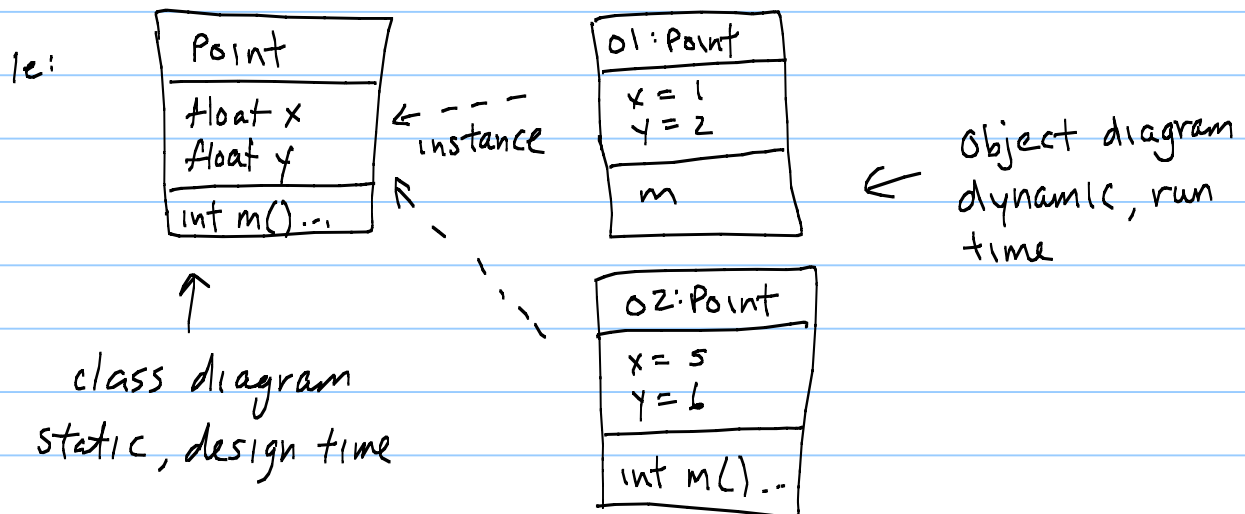 Ie:
Point
float x
float y
int m()...
instance
o1:Point
x = 1
y = 2
m
object diagram
dynamic, run
time
o2:Point
x = 5
y = 6
int m()...
class diagram
static, design time